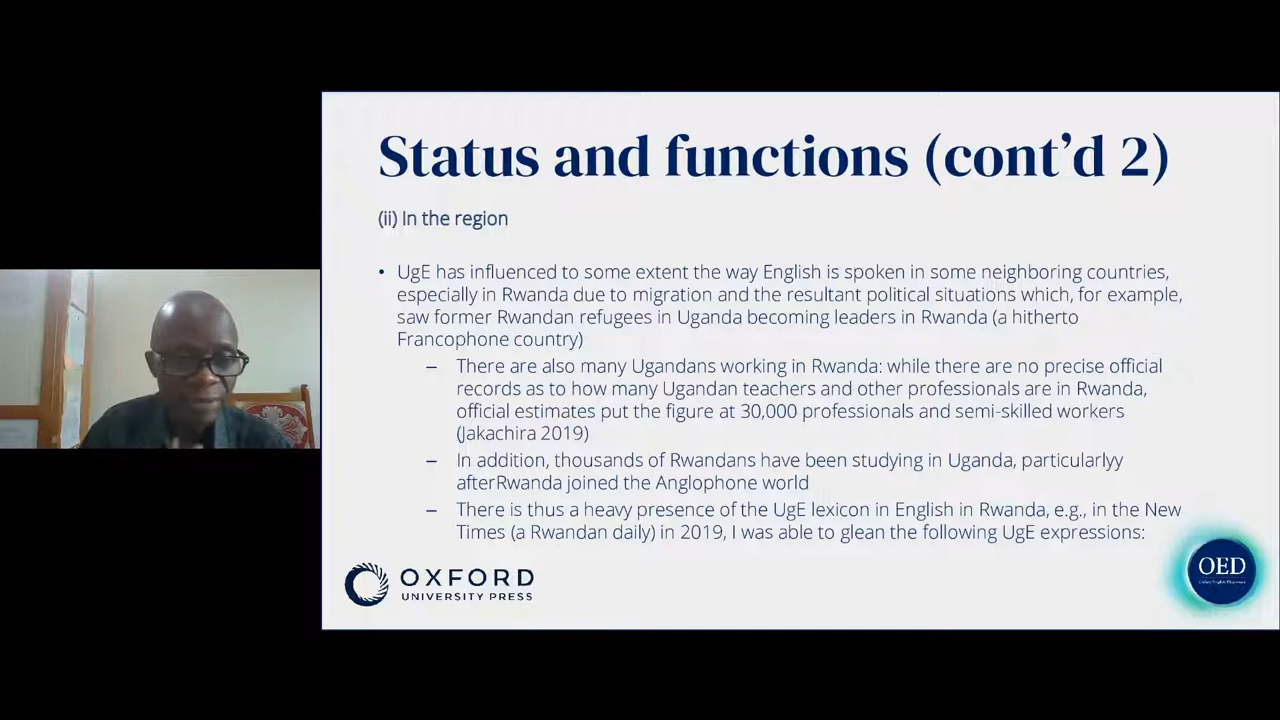 Status and functions (cont’d 2)
(ii) In the region
• UgE has influenced to some extent the way English is spoken in some neighboring countries,
especially in Rwanda due to migration and the resultant political situations which, for example,
saw former Rwandan refugees in Uganda becoming leaders in Rwanda (a hitherto
Francophone country)
– There are also many Ugandans working in Rwanda: while there are no precise official
records as to how many Ugandan teachers and other professionals are in Rwanda,
official estimates put the figure at 30,000 professionals and semi-skilled workers
(Jakachira 2019)
– In addition, thousands of Rwandans have been studying in Uganda, particularlyy
afterRwanda joined the Anglophone world
– There is thus a heavy presence of the UgE lexicon in English in Rwanda, e.g., in the New
Times (a Rwandan daily) in 2019, I was able to glean the following UgE expressions:
OXFORD
UNIVERSITY PRESS
OED
Oxford English Dictionary